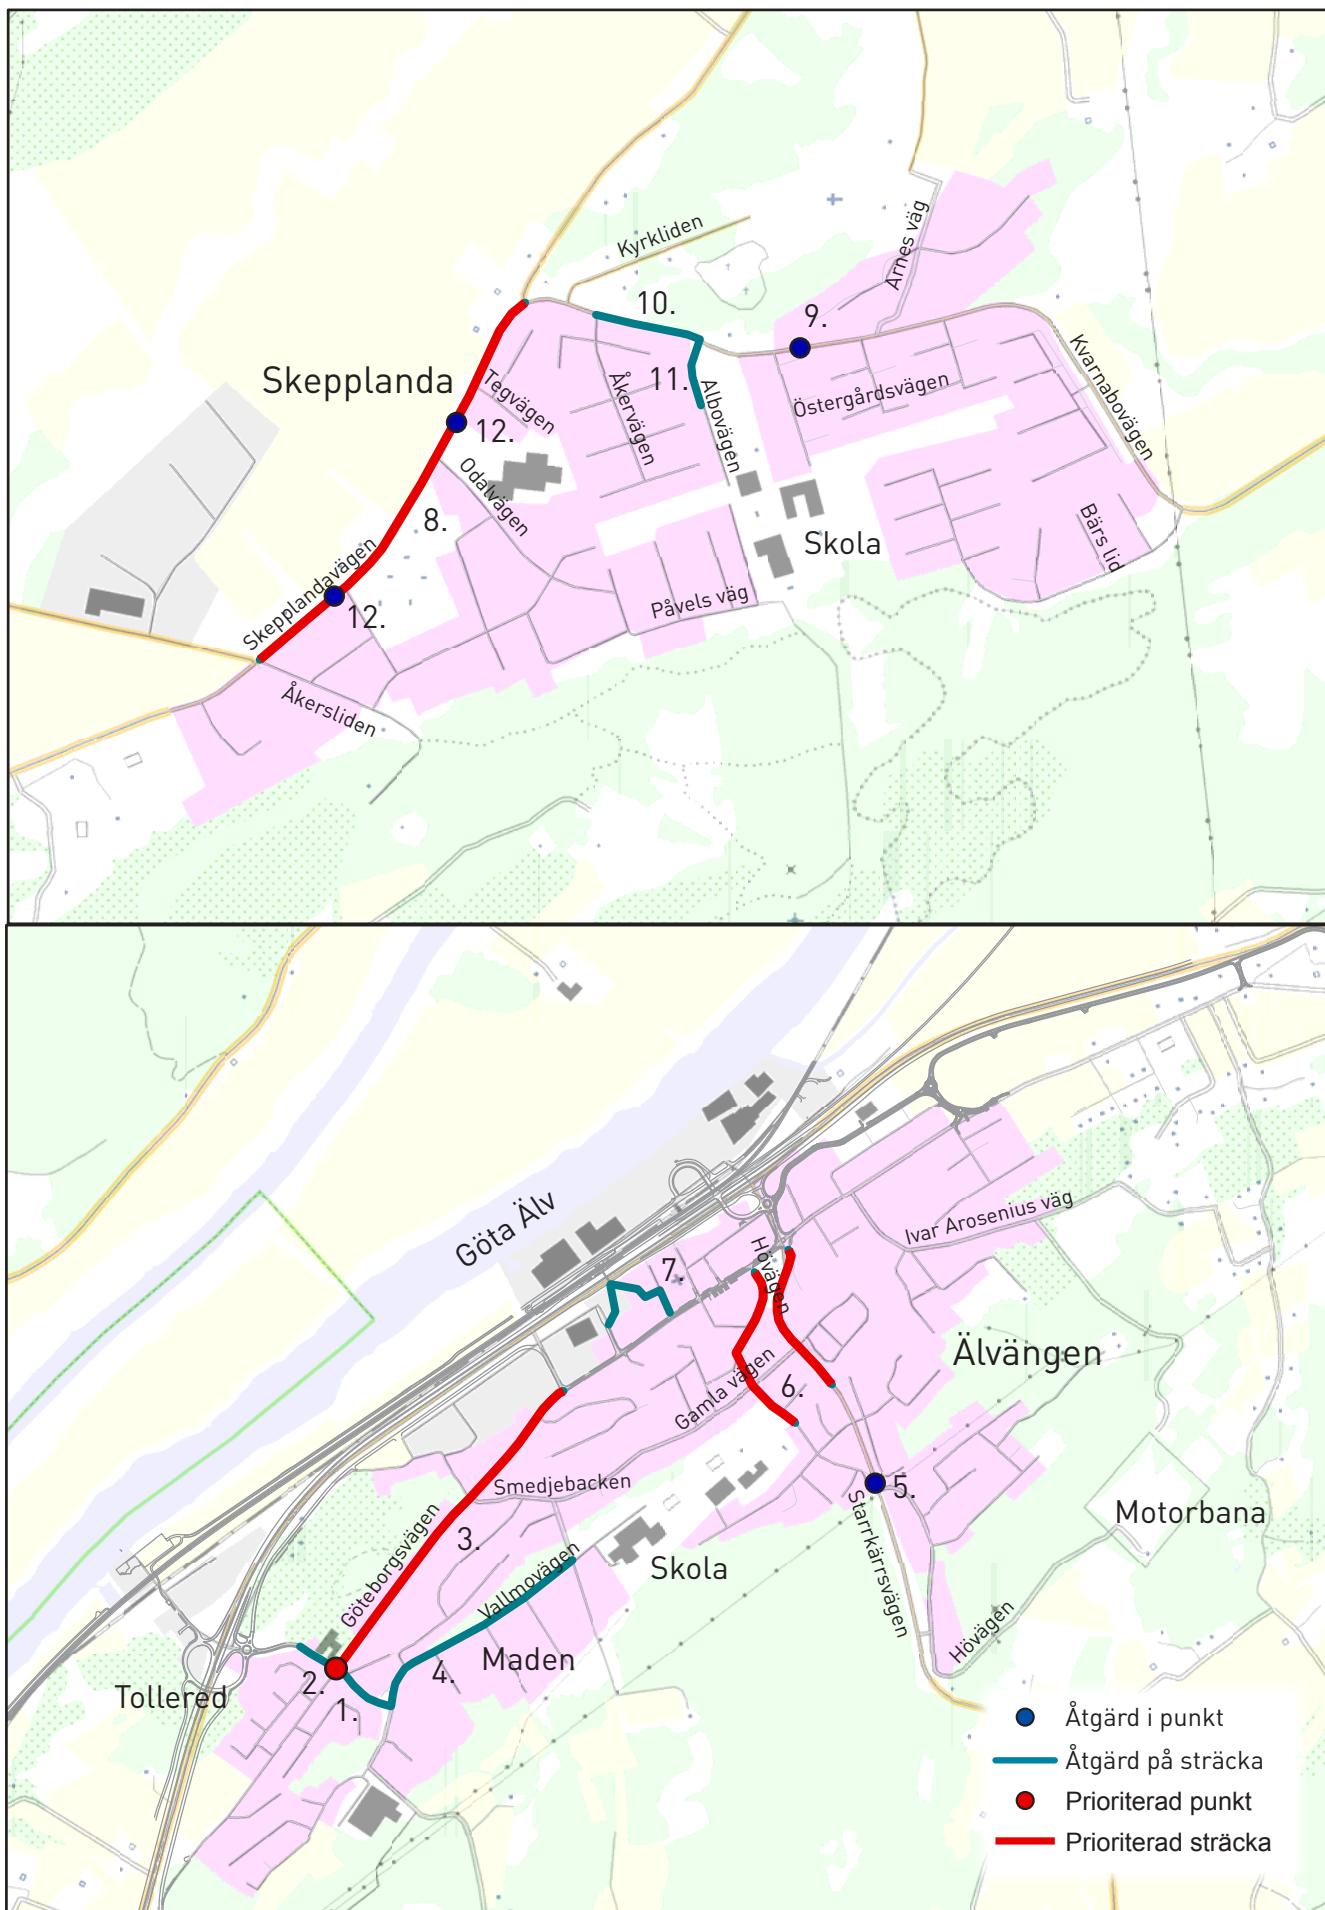 Kyrkliden
Arnes väg
10.
9.
Skepplanda
Tegvägen
Åkervägen
11.
Albovägen
Östergårdsvägen
Kvarnabovägen
12.
Odalvägen
8.
Skola
Bärs lid
Skepplandavägen
12.
Påvels väg
Åkersliden
Göta Älv
Ivar Arosenius väg
Hövägen
7.
Älvängen
Gamla vägen
6.
Smedjebacken
5.
Starrkärrsvägen
Motorbana
Göteborgsvägen
3.
Skola
Vallmovägen
Maden
4.
Hövägen
2.
1.
Tollered
Åtgärd i punkt
Åtgärd på sträcka
Prioriterad punkt
Prioriterad sträcka